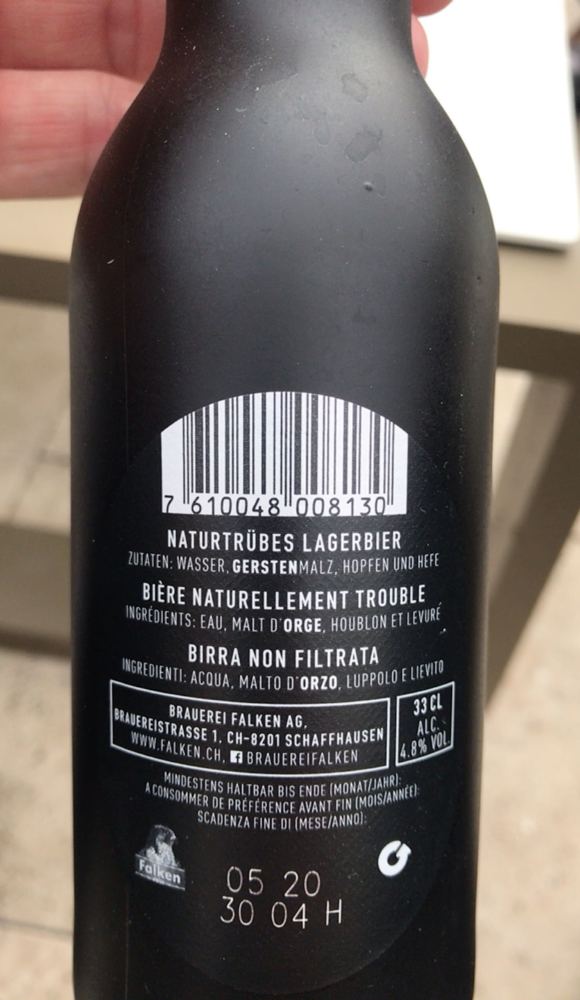 7 610048 008130
NATURTRÜBES LAGERBIER
ZUTATEN: WASSER, GERSTENMALZ, HOPFEN UND HEFE
BIÈRE NATURELLEMENT TROUBLE
INGRÉDIENTS: EAU, MALT D'ORGE, HOUBLON ET LEVURE
BIRRA NON FILTRATA
INGREDIENTI: ACQUA, MALTO D'ORZO, LUPPOLO E LIEVITO
BRAUEREI FALKEN AG,
BRAUEREISTRASSE 1, CH-8201 SCHAFFHAUSEN
WWW.FALKEN.CH, f BRAUEREIFALKEN
33 CL
ALC.
4.8% VOL.
MINDESTENS HALTBAR BIS ENDE (MONAT/JAHR):
A CONSOMMER DE PRÉFÉRENCE AVANT FIN (MOIS/ANNÉE):
SCADENZA FINE DI (MESE/ANNO):
Falken
05 20
30 04 H